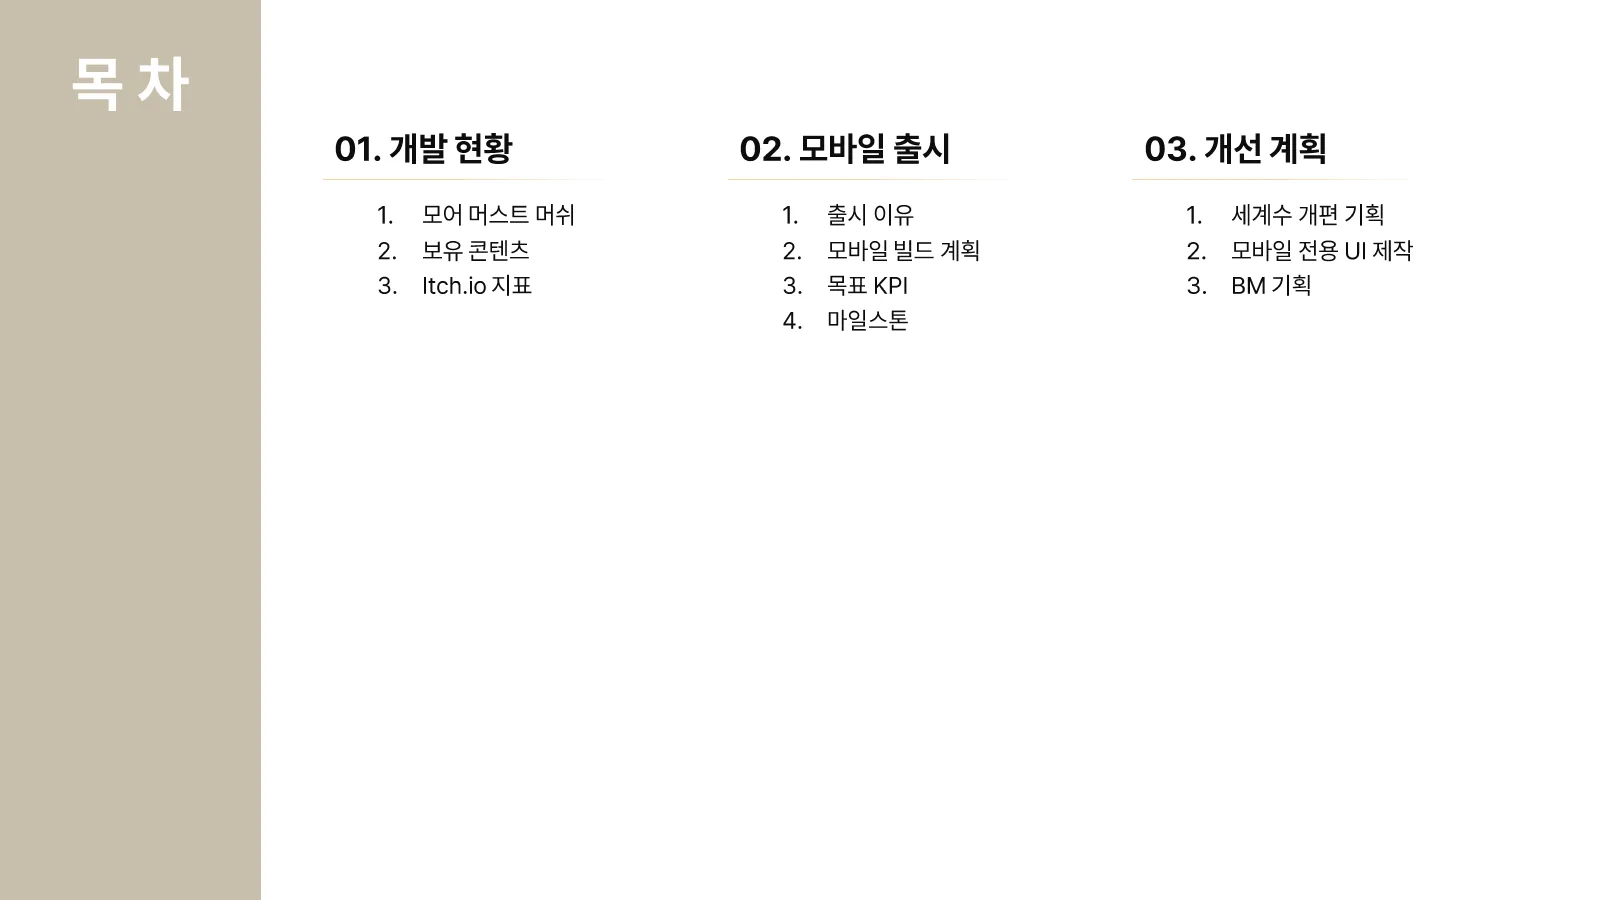 목 차
01. 개발 현황
1. 모어 머스트 머쉬
2. 보유 콘텐츠
3. Itch.io 지표
02. 모바일 출시
1. 출시 이유
2. 모바일 빌드 계획
3. 목표 KPI
4. 마일스톤
03. 개선 계획
1. 세계수 개편 기획
2. 모바일 전용 UI 제작
3. BM 기획